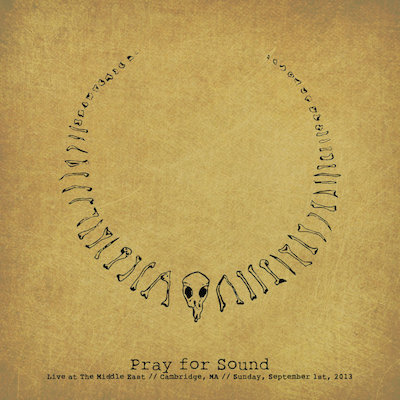 Pray for Sound
Live at The Middle East // Cambridge, MA // Sunday, September 1st, 2013